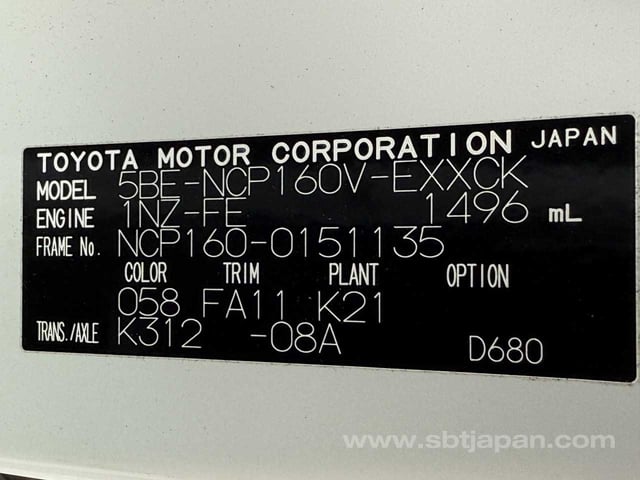 TOYOTA MOTOR CORPORATION JAPAN
MODEL 5BE-NCP160V-EXXCK
ENGINE 1NZ-FE 1496 mL
FRAME No. NCP160-0151135
COLOR TRIM PLANT OPTION
058 FA11 K21
TRANS./AXLE K312 -08A D680
www.sbtjapan.com